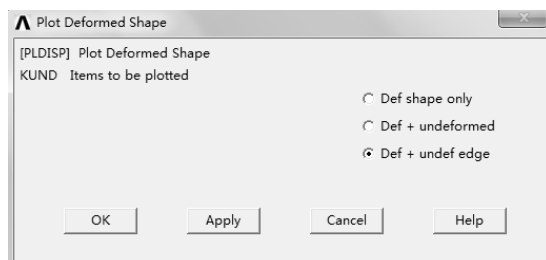 Plot Deformed Shape
[PLDISP] Plot Deformed Shape
KUND Items to be plotted
Def shape only
Def + undeformed
Def + undef edge
OK Apply Cancel Help